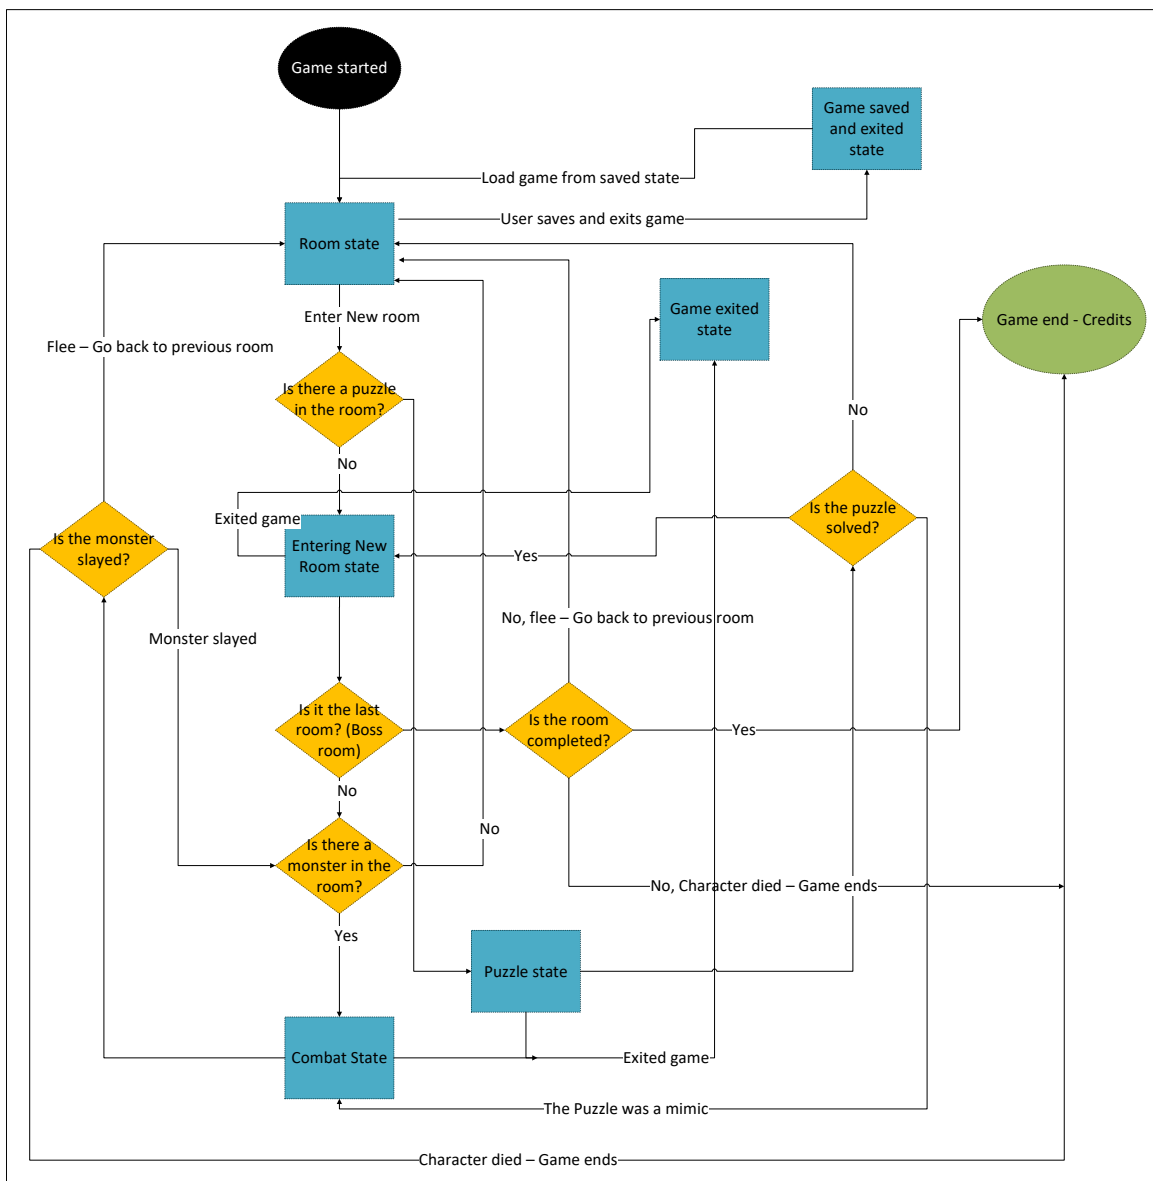 Game started
Game saved
and exited
state
Load game from saved state
User saves and exits game
Room state
Enter New room
Game exited
state
Game end - Credits
Flee – Go back to previous room
Is there a puzzle
in the room?
No
No
Exited game
Is the monster
slayed?
Entering New
Room state
Is the puzzle
solved?
Yes
No, flee – Go back to previous room
Monster slayed
Is it the last
room? (Boss
room)
Is the room
completed?
Yes
No
No
Is there a
monster in the
room?
No, Character died – Game ends
Yes
Puzzle state
Combat State
Exited game
The Puzzle was a mimic
Character died – Game ends